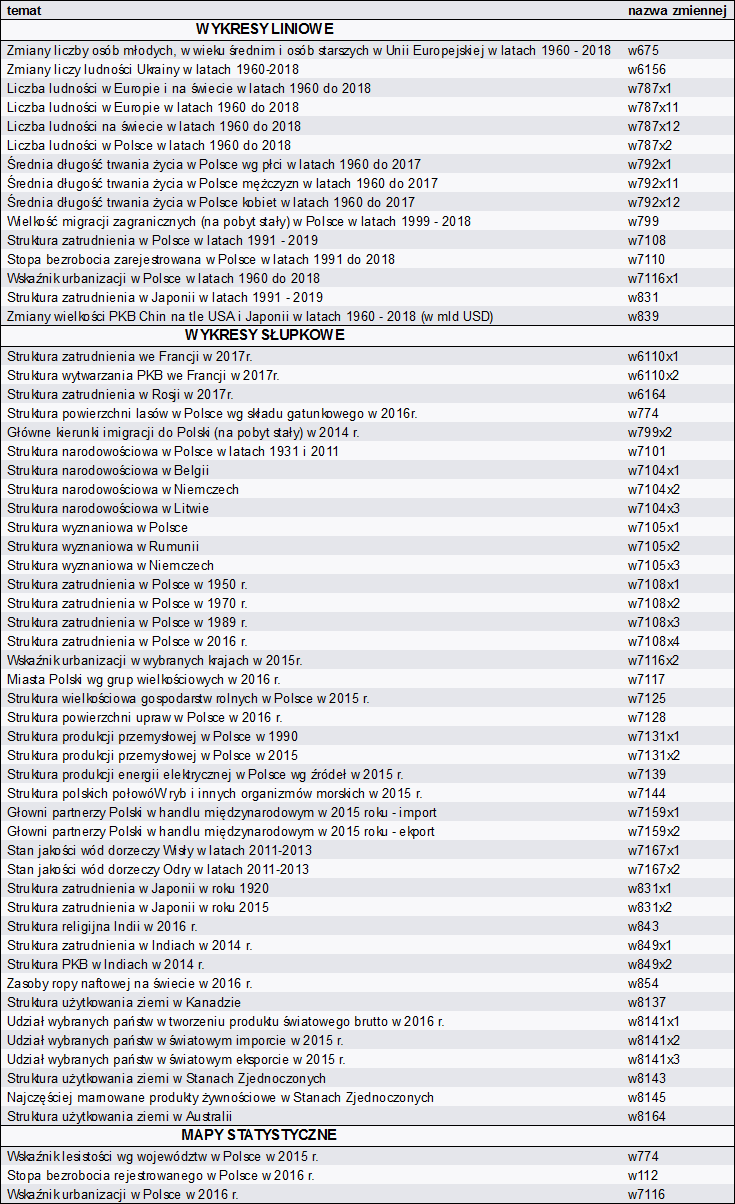 temat nazwa zmiennej
WYKRESY LINIOWE
Zmiany liczby osób młodych, w wieku średnim i osób starszych w Unii Europejskiej w latach 1960 - 2018 w675
Zmiany liczy ludności Ukrainy w latach 1960-2018 w6156
Liczba ludności w Europie i na świecie w latach 1960 do 2018 w787x1
Liczba ludności w Europie w latach 1960 do 2018 w787x11
Liczba ludności na świecie w latach 1960 do 2018 w787x12
Liczba ludności w Polsce w latach 1960 do 2018 w787x2
Średnia długość trwania życia w Polsce wg płci w latach 1960 do 2017 w792x1
Średnia długość trwania życia w Polsce mężczyzn w latach 1960 do 2017 w792x11
Średnia długość trwania życia w Polsce kobiet w latach 1960 do 2017 w792x12
Wielkość migracji zagranicznych (na pobyt stały) w Polsce w latach 1999 - 2018 w799
Struktura zatrudnienia w Polsce w latach 1991 - 2019 w7108
Stopa bezrobocia zarejestrowana w Polsce w latach 1991 do 2018 w7110
Wskaźnik urbanizacji w Polsce w latach 1960 do 2018 w7116x1
Struktura zatrudnienia w Japonii w latach 1991 - 2019 w831
Zmiany wielkości PKB Chin na tle USA i Japonii w latach 1960 - 2018 (w mld USD) w839
WYKRESY SŁUPKOWE
Struktura zatrudnienia we Francji w 2017r. w6110x1
Struktura wytwarzania PKB we Francji w 2017r. w6110x2
Struktura zatrudnienia w Rosji w 2017r. w6164
Struktura powierzchni lasów w Polsce wg składu gatunkowego w 2016r. w774
Główne kierunki imigracji do Polski (na pobyt stały) w 2014 r. w799x2
Struktura narodowościowa w Polsce w latach 1931 i 2011 w7101
Struktura narodowościowa w Belgii w7104x1
Struktura narodowościowa w Niemczech w7104x2
Struktura narodowościowa w Litwie w7104x3
Struktura wyznaniowa w Polsce w7105x1
Struktura wyznaniowa w Rumunii w7105x2
Struktura wyznaniowa w Niemczech w7105x3
Struktura zatrudnienia w Polsce w 1950 r. w7108x1
Struktura zatrudnienia w Polsce w 1970 r. w7108x2
Struktura zatrudnienia w Polsce w 1989 r. w7108x3
Struktura zatrudnienia w Polsce w 2016 r. w7108x4
Wskaźnik urbanizacji w wybranych krajach w 2015r. w7116x2
Miasta Polski wg grup wielkościowych w 2016 r. w7117
Struktura wielkościowa gospodarstw rolnych w Polsce w 2015 r. w7125
Struktura powierzchni upraw w Polsce w 2016 r. w7128
Struktura produkcji przemysłowej w Polsce w 1990 w7131x1
Struktura produkcji przemysłowej w Polsce w 2015 w7131x2
Struktura produkcji energii elektrycznej w Polsce wg źródeł w 2015 r. w7139
Struktura polskich połowóW ryb i innych organizmów morskich w 2015 r. w7144
Głowni partnerzy Polski w handlu międzynarodowym w 2015 roku - import w7159x1
Głowni partnerzy Polski w handlu międzynarodowym w 2015 roku - ekport w7159x2
Stan jakości wód dorzeczy Wisły w latach 2011-2013 w7167x1
Stan jakości wód dorzeczy Odry w latach 2011-2013 w7167x2
Struktura zatrudnienia w Japonii w roku 1920 w831x1
Struktura zatrudnienia w Japonii w roku 2015 w831x2
Struktura religijna Indii w 2016 r. w843
Struktura zatrudnienia w Indiach w 2014 r. w849x1
Struktura PKB w Indiach w 2014 r. w849x2
Zasoby ropy naftowej na świecie w 2016 r. w854
Struktura użytkowania ziemi w Kanadzie w8137
Udział wybranych państw w tworzeniu produktu światowego brutto w 2016 r. w8141x1
Udział wybranych państw w światowym imporcie w 2015 r. w8141x2
Udział wybranych państw w światowym eksporcie w 2015 r. w8141x3
Struktura użytkowania ziemi w Stanach Zjednoczonych w8143
Najczęściej marnowane produkty żywnościowe w Stanach Zjednoczonych w8145
Struktura użytkowania ziemi w Australii w8164
MAPY STATYSTYCZNE
Wskaźnik lesistości wg województw w Polsce w 2015 r. w774
Stopa bezrobocia rejestrowanego w Polsce w 2016 r. w112
Wskaźnik urbanizacji w Polsce w 2016 r. w7116